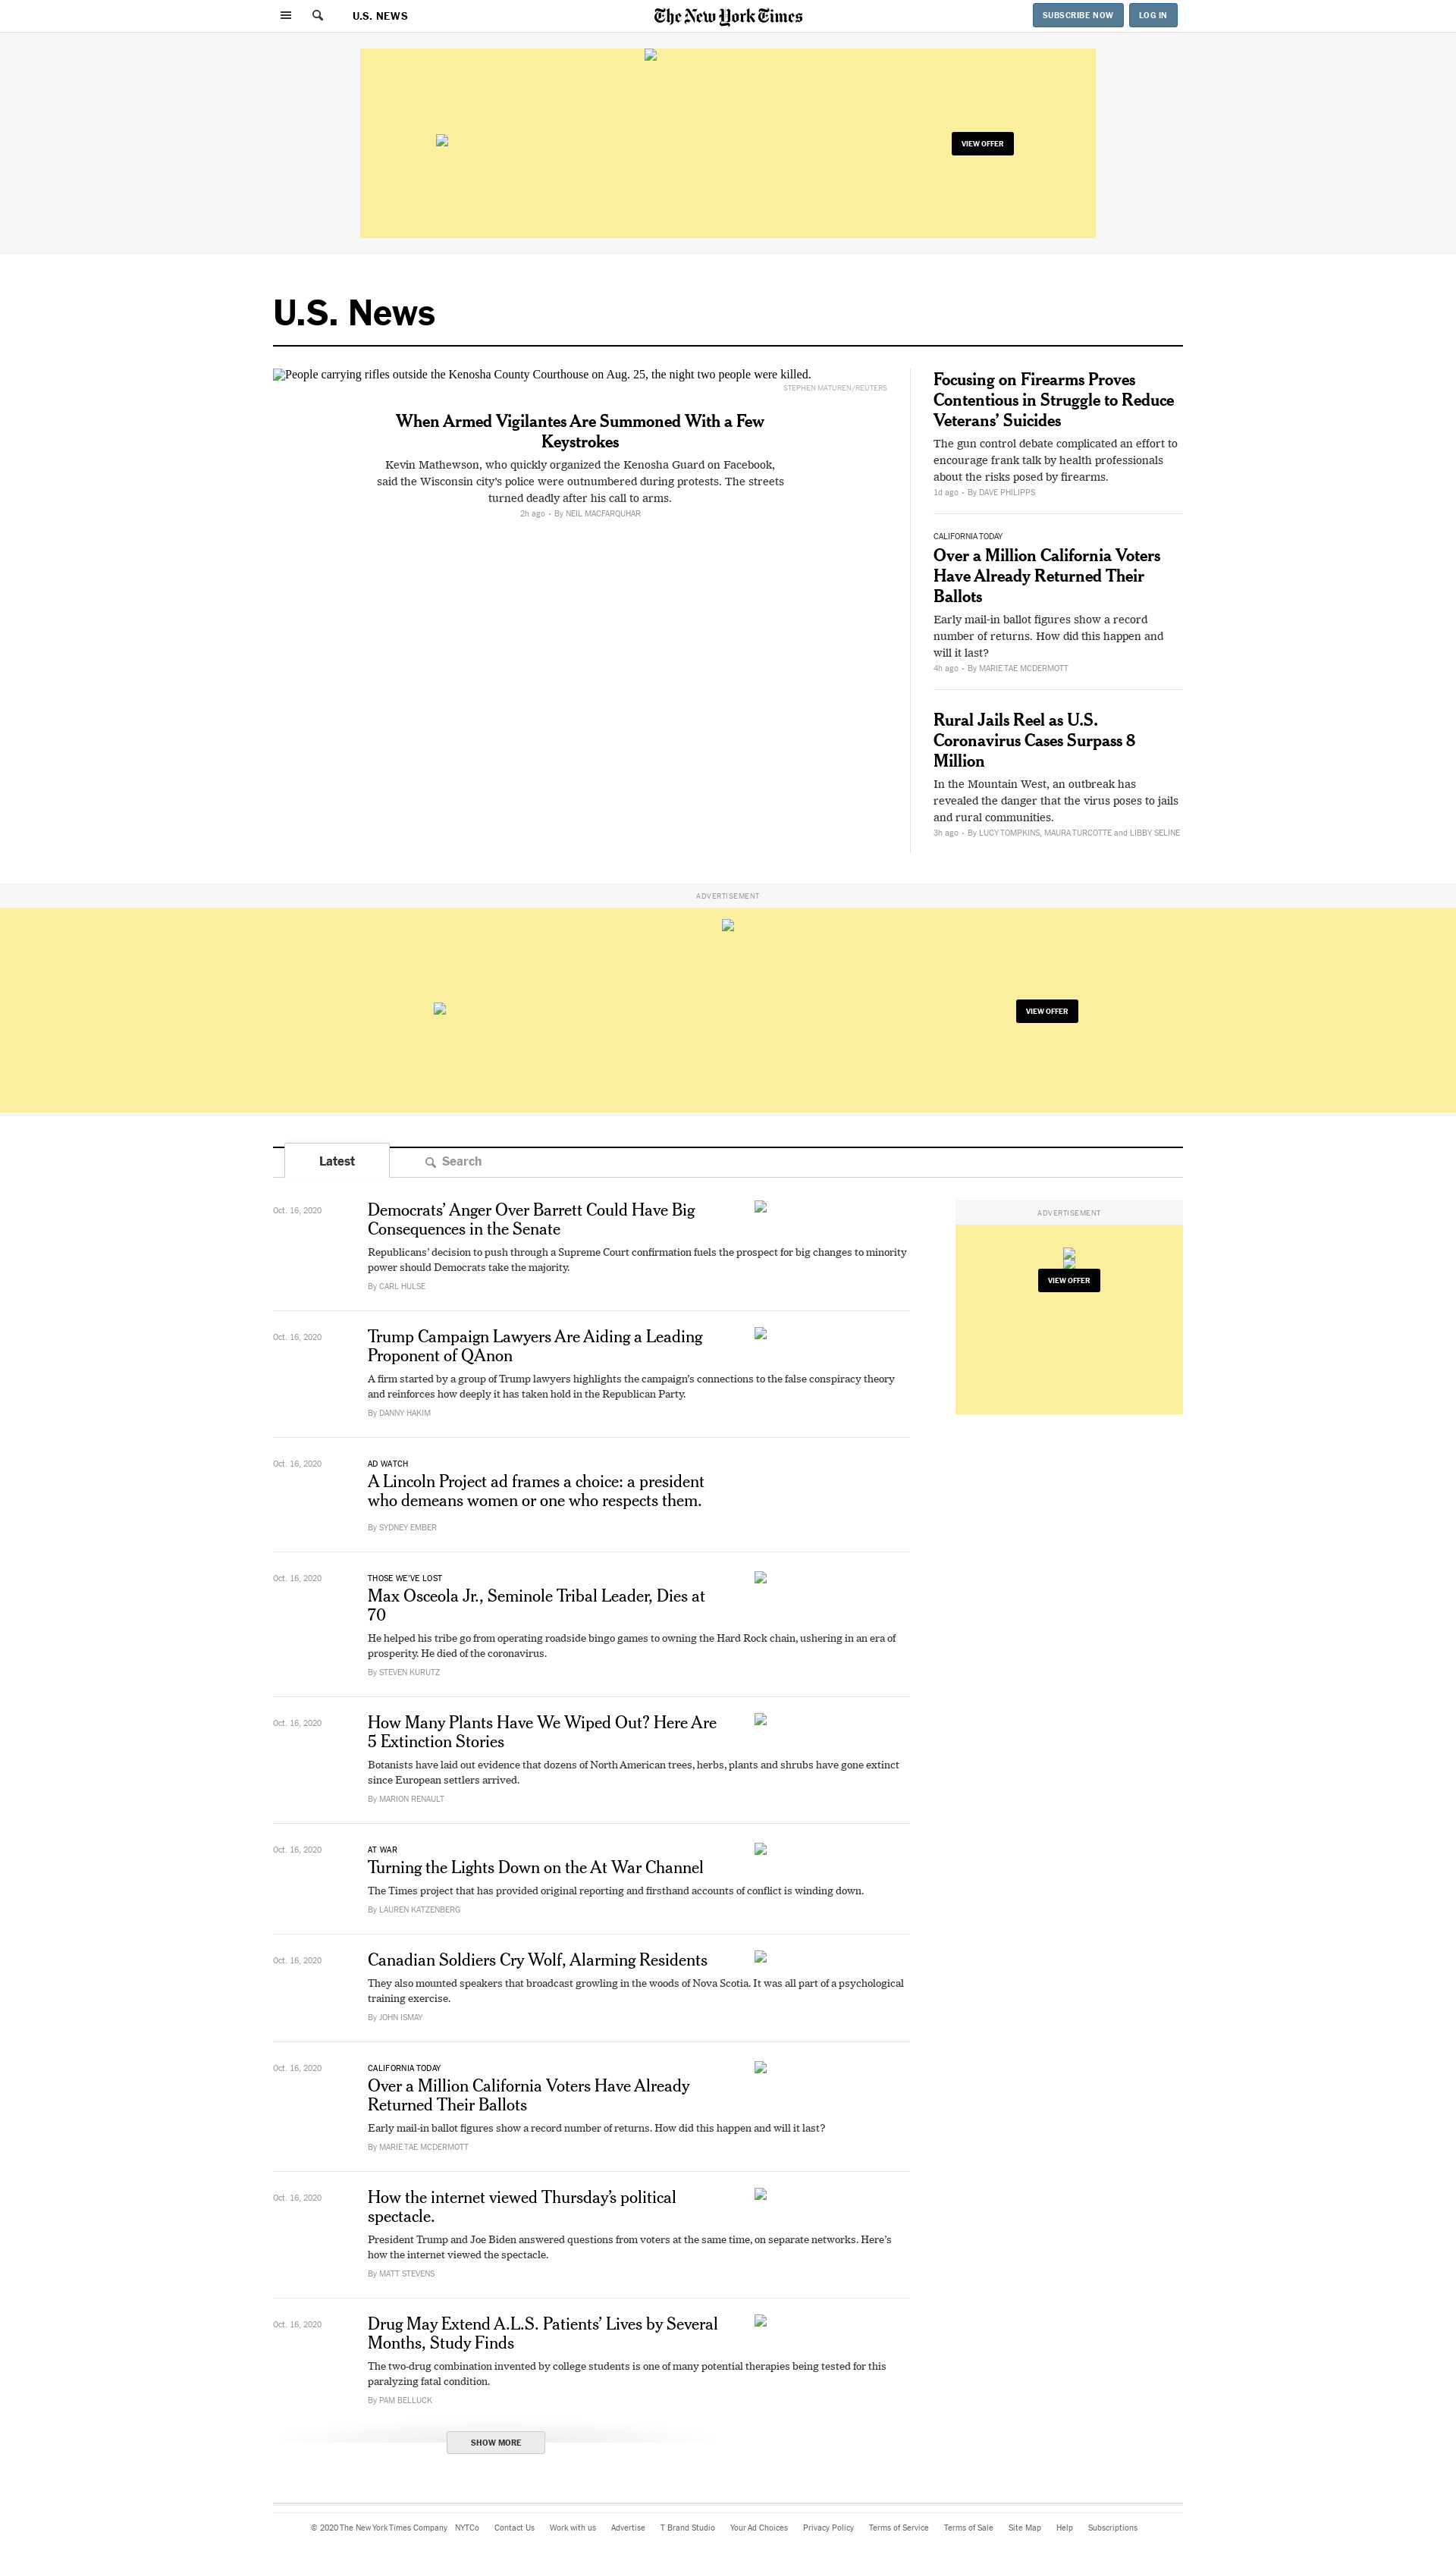 U.S. NEWS
The New York Times
SUBSCRIBE NOW
LOG IN
VIEW OFFER
U.S. News
People carrying rifles outside the Kenosha County Courthouse on Aug. 25, the night two people were killed.
STEPHEN MATUREN/REUTERS
When Armed Vigilantes Are Summoned With a Few
Keystrokes
Kevin Mathewson, who quickly organized the Kenosha Guard on Facebook,
said the Wisconsin city's police were outnumbered during protests. The streets
turned deadly after his call to arms.
2h ago • By NEIL MACFARQUHAR
Focusing on Firearms Proves
Contentious in Struggle to Reduce
Veterans' Suicides
The gun control debate complicated an effort to
encourage frank talk by health professionals
about the risks posed by firearms.
1d ago • By DAVE PHILIPPS
CALIFORNIA TODAY
Over a Million California Voters
Have Already Returned Their
Ballots
Early mail-in ballot figures show a record
number of returns. How did this happen and
will it last?
4h ago • By MARIE TAE MCDERMOTT
Rural Jails Reel as U.S.
Coronavirus Cases Surpass 8
Million
In the Mountain West, an outbreak has
revealed the danger that the virus poses to jails
and rural communities.
3h ago • By LUCY TOMPKINS, MAURA TURCOTTE and LIBBY SELINE
ADVERTISEMENT
VIEW OFFER
Latest
Search
Oct. 16, 2020
Democrats' Anger Over Barrett Could Have Big
Consequences in the Senate
Republicans' decision to push through a Supreme Court confirmation fuels the prospect for big changes to minority
power should Democrats take the majority.
By CARL HULSE
ADVERTISEMENT
VIEW OFFER
Oct. 16, 2020
Trump Campaign Lawyers Are Aiding a Leading
Proponent of QAnon
A firm started by a group of Trump lawyers highlights the campaign's connections to the false conspiracy theory
and reinforces how deeply it has taken hold in the Republican Party.
By DANNY HAKIM
Oct. 16, 2020
AD WATCH
A Lincoln Project ad frames a choice: a president
who demeans women or one who respects them.
By SYDNEY EMBER
Oct. 16, 2020
THOSE WE'VE LOST
Max Osceola Jr., Seminole Tribal Leader, Dies at
70
He helped his tribe go from operating roadside bingo games to owning the Hard Rock chain, ushering in an era of
prosperity. He died of the coronavirus.
By STEVEN KURUTZ
Oct. 16, 2020
How Many Plants Have We Wiped Out? Here Are
5 Extinction Stories
Botanists have laid out evidence that dozens of North American trees, herbs, plants and shrubs have gone extinct
since European settlers arrived.
By MARION RENAULT
Oct. 16, 2020
AT WAR
Turning the Lights Down on the At War Channel
The Times project that has provided original reporting and firsthand accounts of conflict is winding down.
By LAUREN KATZENBERG
Oct. 16, 2020
Canadian Soldiers Cry Wolf, Alarming Residents
They also mounted speakers that broadcast growling in the woods of Nova Scotia. It was all part of a psychological
training exercise.
By JOHN ISMAY
Oct. 16, 2020
CALIFORNIA TODAY
Over a Million California Voters Have Already
Returned Their Ballots
Early mail-in ballot figures show a record number of returns. How did this happen and will it last?
By MARIE TAE MCDERMOTT
Oct. 16, 2020
How the internet viewed Thursday's political
spectacle.
President Trump and Joe Biden answered questions from voters at the same time, on separate networks. Here's
how the internet viewed the spectacle.
By MATT STEVENS
Oct. 16, 2020
Drug May Extend A.L.S. Patients' Lives by Several
Months, Study Finds
The two-drug combination invented by college students is one of many potential therapies being tested for this
paralyzing fatal condition.
By PAM BELLUCK
SHOW MORE
© 2020 The New York Times Company NYTCo Contact Us Work with us Advertise T Brand Studio Your Ad Choices Privacy Policy Terms of Service Terms of Sale Site Map Help Subscriptions